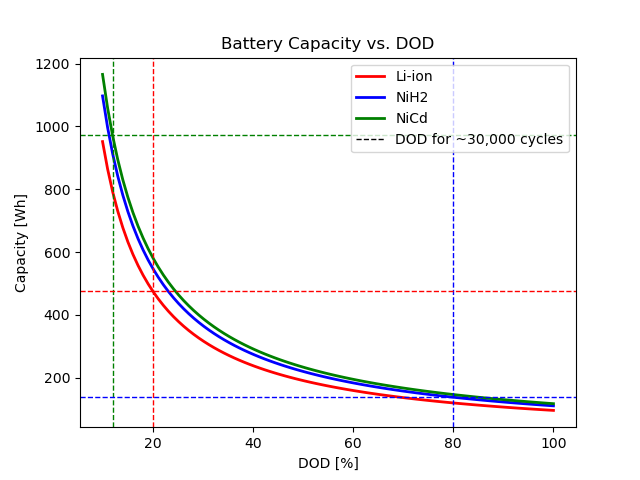 Battery Capacity vs. DOD
1200
1000
800
600
400
200
Capacity [Wh]
Li-ion
NiH2
NiCd
DOD for ~30,000 cycles
20 40 60 80 100
DOD [%]